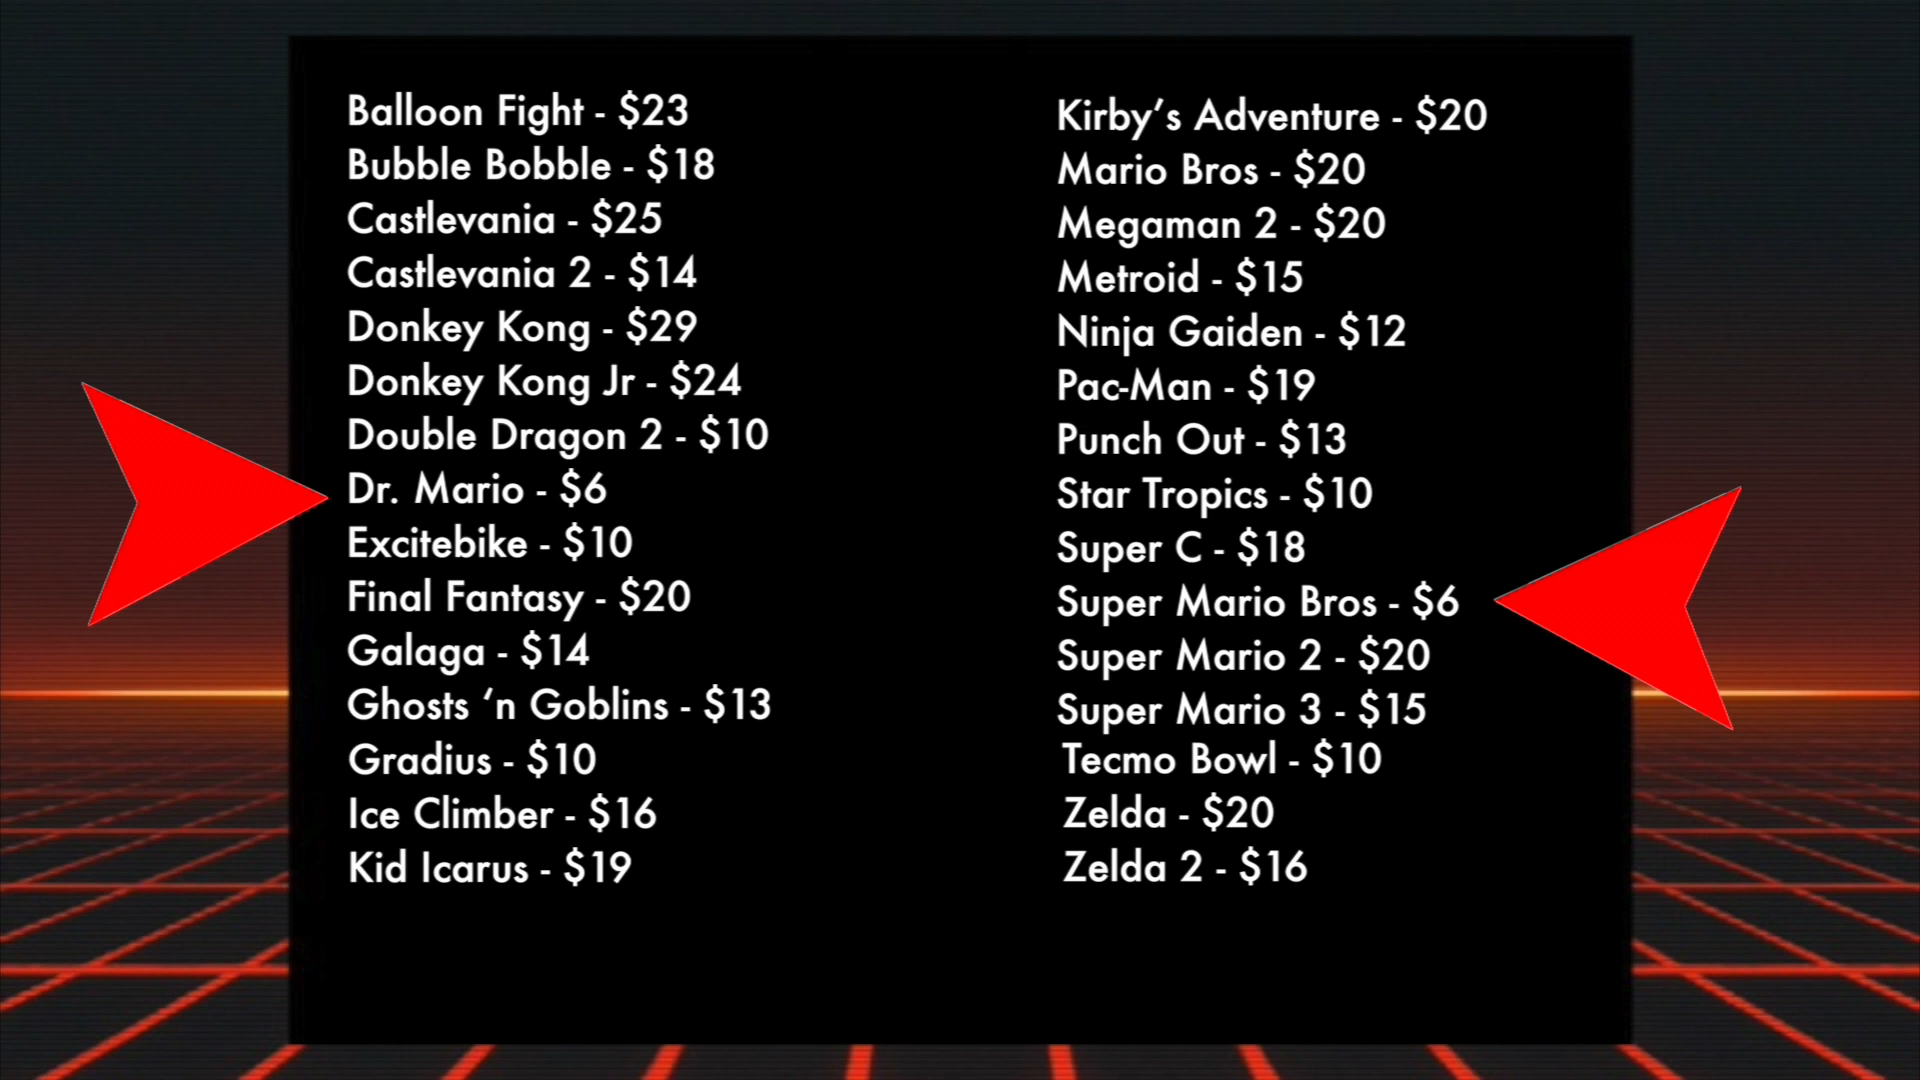 Balloon Fight - $23
Bubble Bobble - $18
Castlevania - $25
Castlevania 2 - $14
Donkey Kong - $29
Donkey Kong Jr - $24
Double Dragon 2 - $10
Dr. Mario - $6
Excitebike - $10
Final Fantasy - $20
Galaga - $14
Ghosts ‘n Goblins - $13
Gradius - $10
Ice Climber - $16
Kid Icarus - $19
Kirby’s Adventure - $20
Mario Bros - $20
Megaman 2 - $20
Metroid - $15
Ninja Gaiden - $12
Pac-Man - $19
Punch Out - $13
Star Tropics - $10
Super C - $18
Super Mario Bros - $6
Super Mario 2 - $20
Super Mario 3 - $15
Tecmo Bowl - $10
Zelda - $20
Zelda 2 - $16